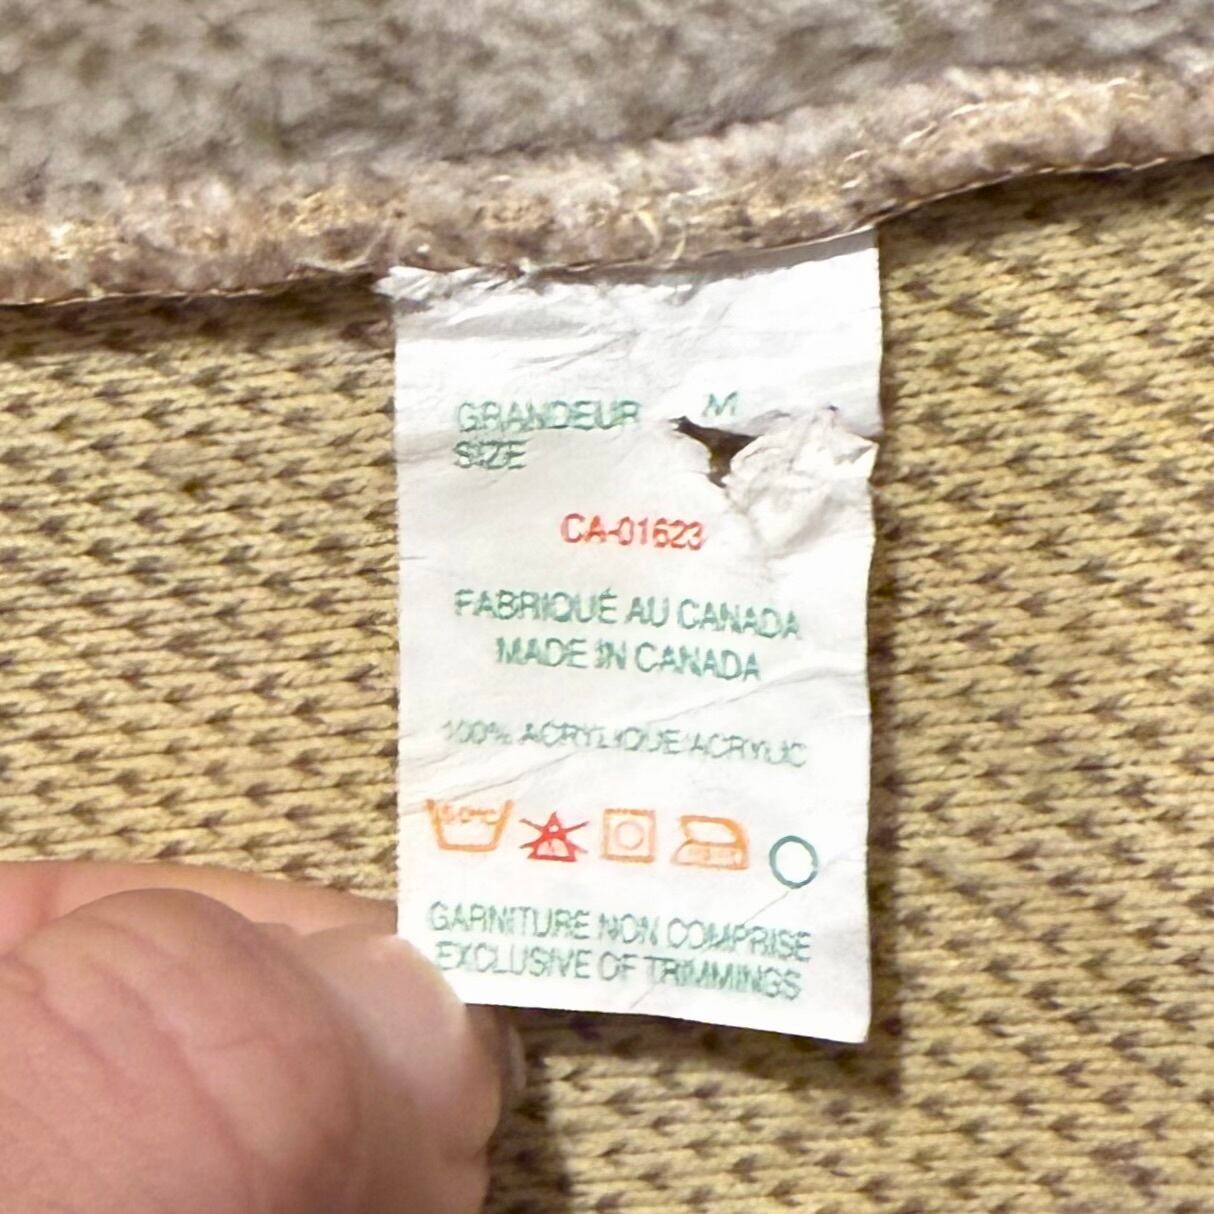 GRANDEUR M
SIZE
CA-01623
FABRIQUÉ AU CANADA
MADE IN CANADA
100% ACRYLIQUE/ACRYLIC
50°C
GARNITURE NON COMPRISE
EXCLUSIVE OF TRIMMINGS